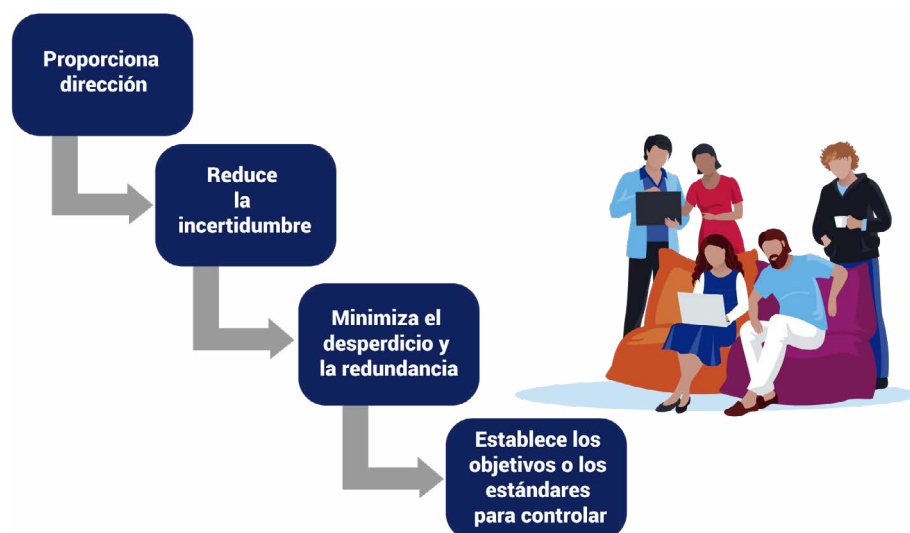 Proporciona
dirección
Reduce
la
incertidumbre
Minimiza el
desperdicio y
la redundancia
Establece los
objetivos o los
estándares
para controlar